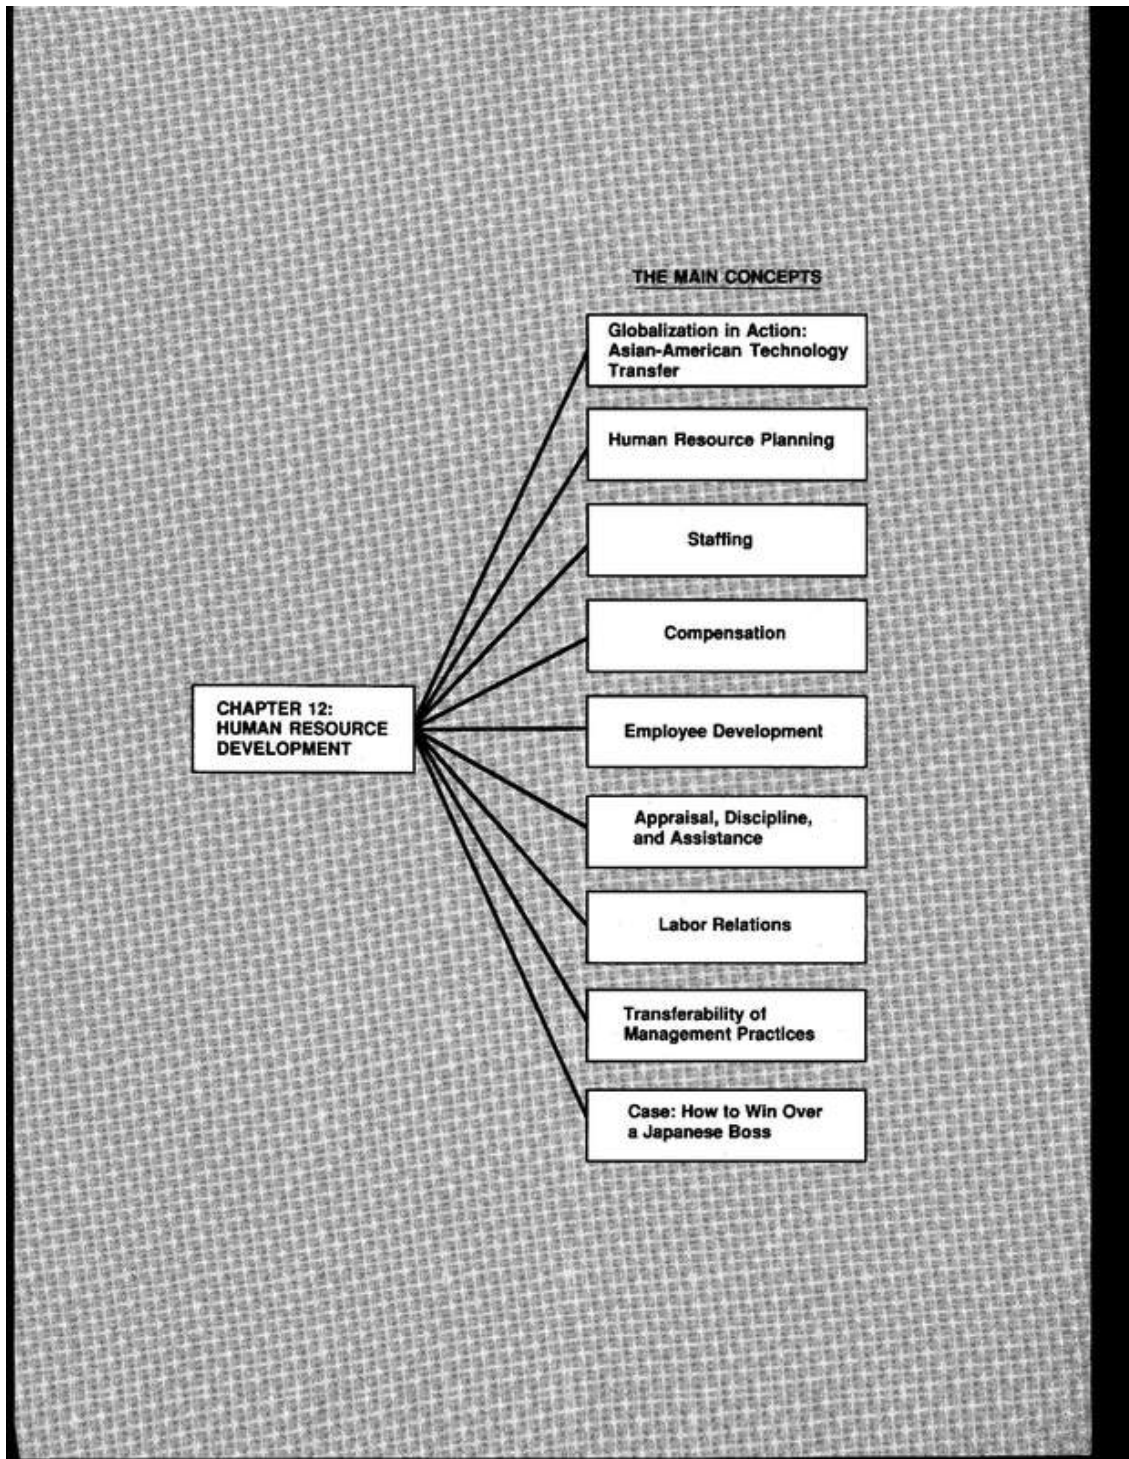 THE MAIN CONCEPTS
Globalization in Action:
Asian-American Technology
Transfer
Human Resource Planning
Staffing
Compensation
CHAPTER 12:
HUMAN RESOURCE
DEVELOPMENT
Employee Development
Appraisal, Discipline,
and Assistance
Labor Relations
Transferability of
Management Practices
Case: How to Win Over
a Japanese Boss